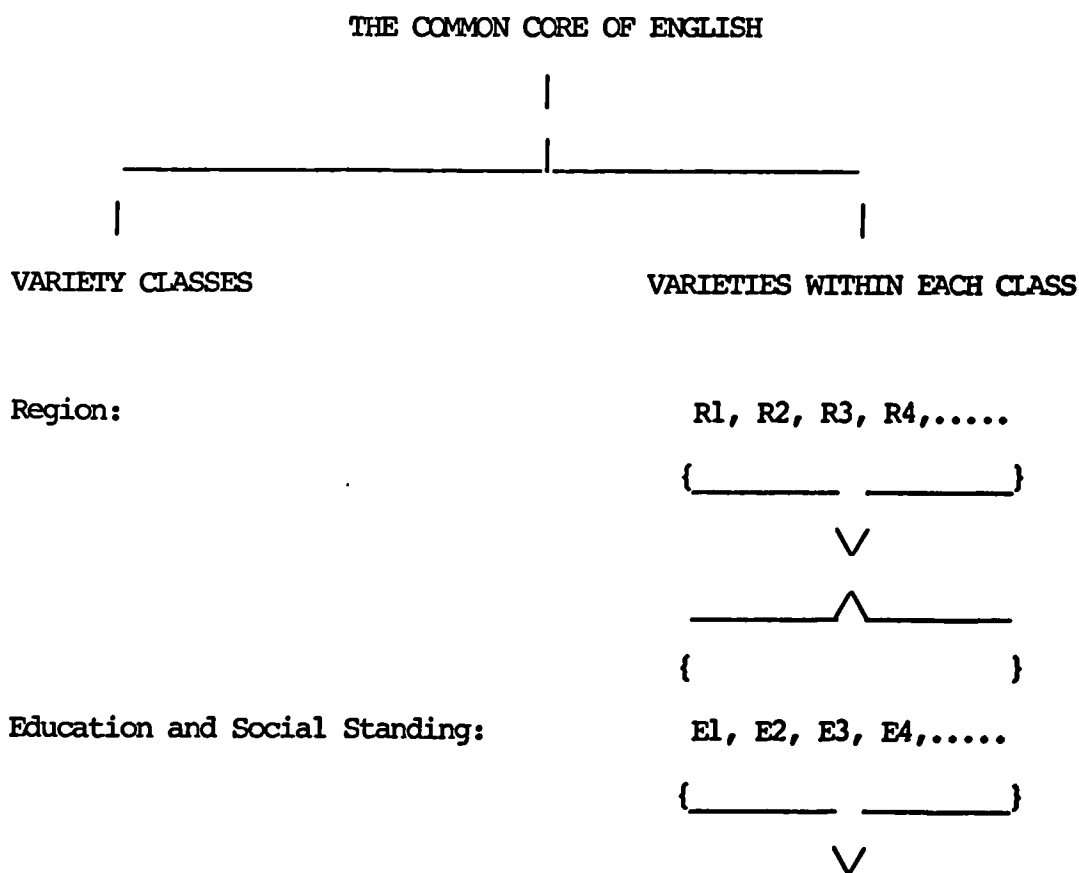 THE COMMON CORE OF ENGLISH
VARIETY CLASSES VARIETIES WITHIN EACH CLASS
Region: R1, R2, R3, R4,.....
{ }
{ }
Education and Social Standing: E1, E2, E3, E4,.....
{ }